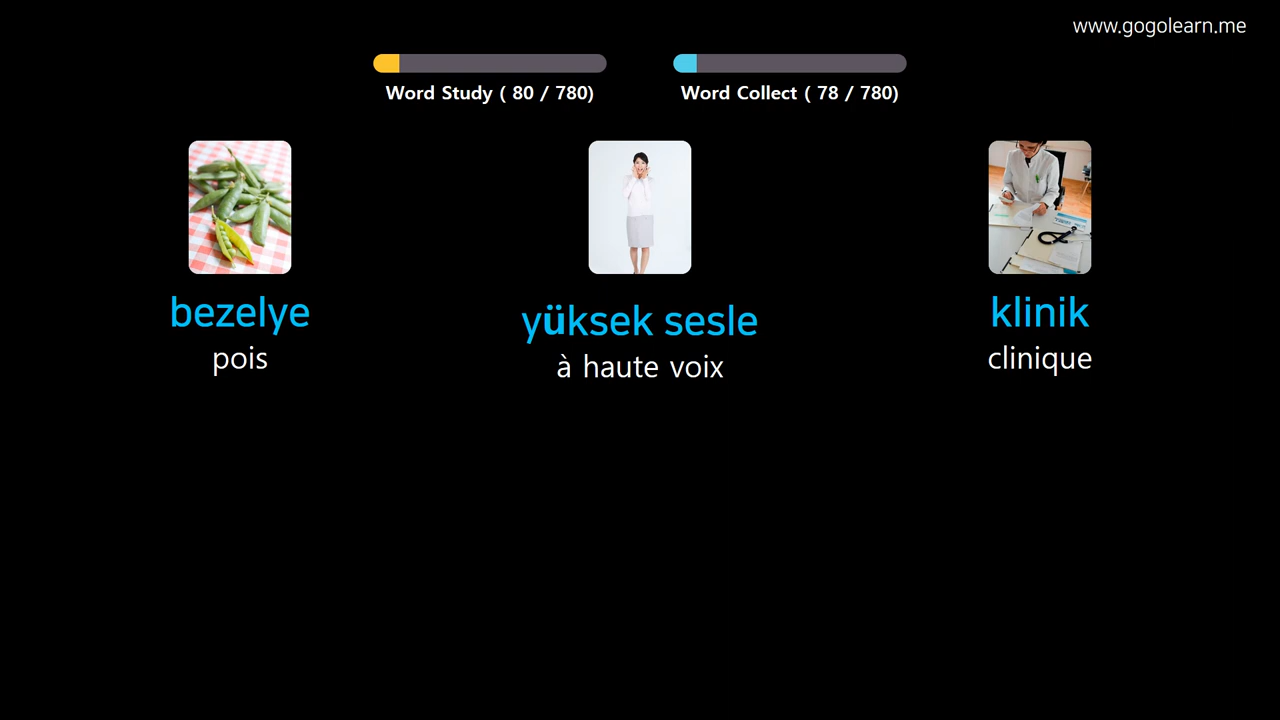 www.gogolearn.me
Word Study ( 80 / 780)
Word Collect ( 78 / 780)
bezelye
pois
yüksek sesle
à haute voix
klinik
clinique